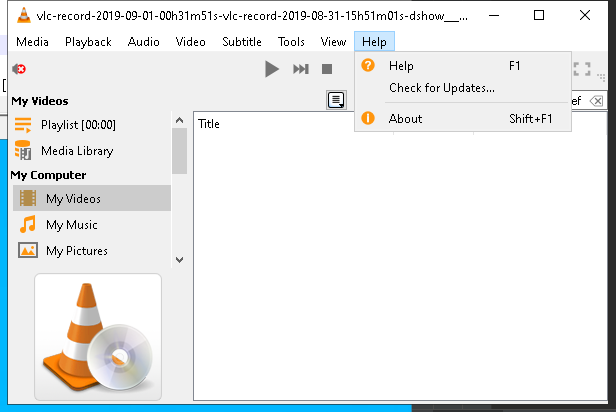 vlc-record-2019-09-01-00h31m51s-vlc-record-2019-08-31-15h51m01s-dshow__...
Media Playback Audio Video Subtitle Tools View Help
Help F1
Check for Updates...
About Shift+F1
My Videos
Playlist [00:00]
Media Library
My Computer
My Videos
My Music
My Pictures
Title
ef